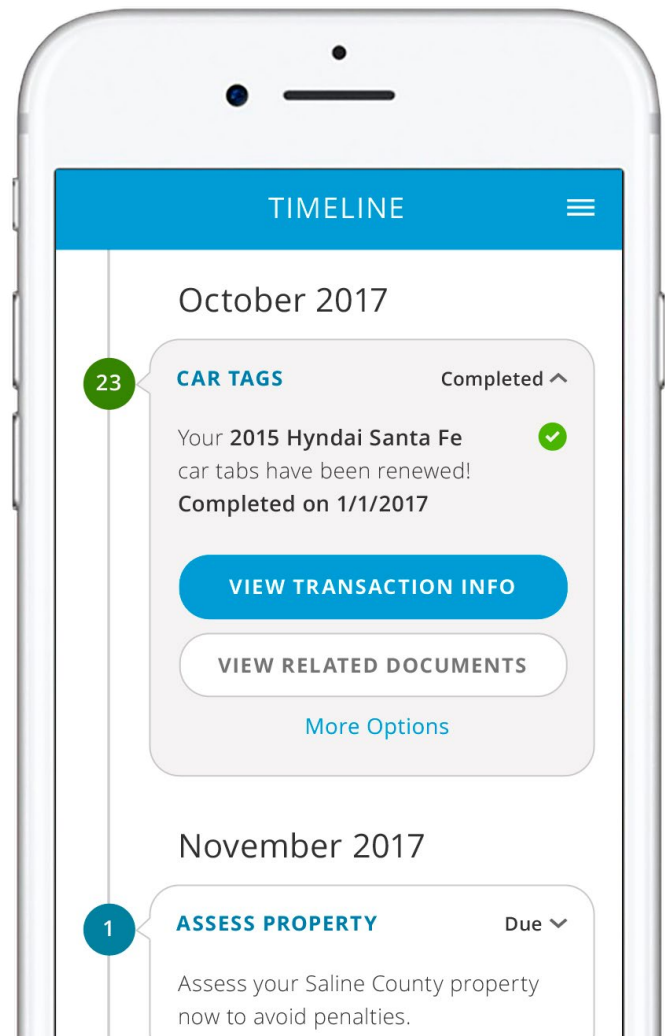 TIMELINE
October 2017
23
CAR TAGS
Completed
Your 2015 Hyndai Santa Fe
car tabs have been renewed!
Completed on 1/1/2017
VIEW TRANSACTION INFO
VIEW RELATED DOCUMENTS
More Options
November 2017
1
ASSESS PROPERTY
Due
Assess your Saline County property
now to avoid penalties.